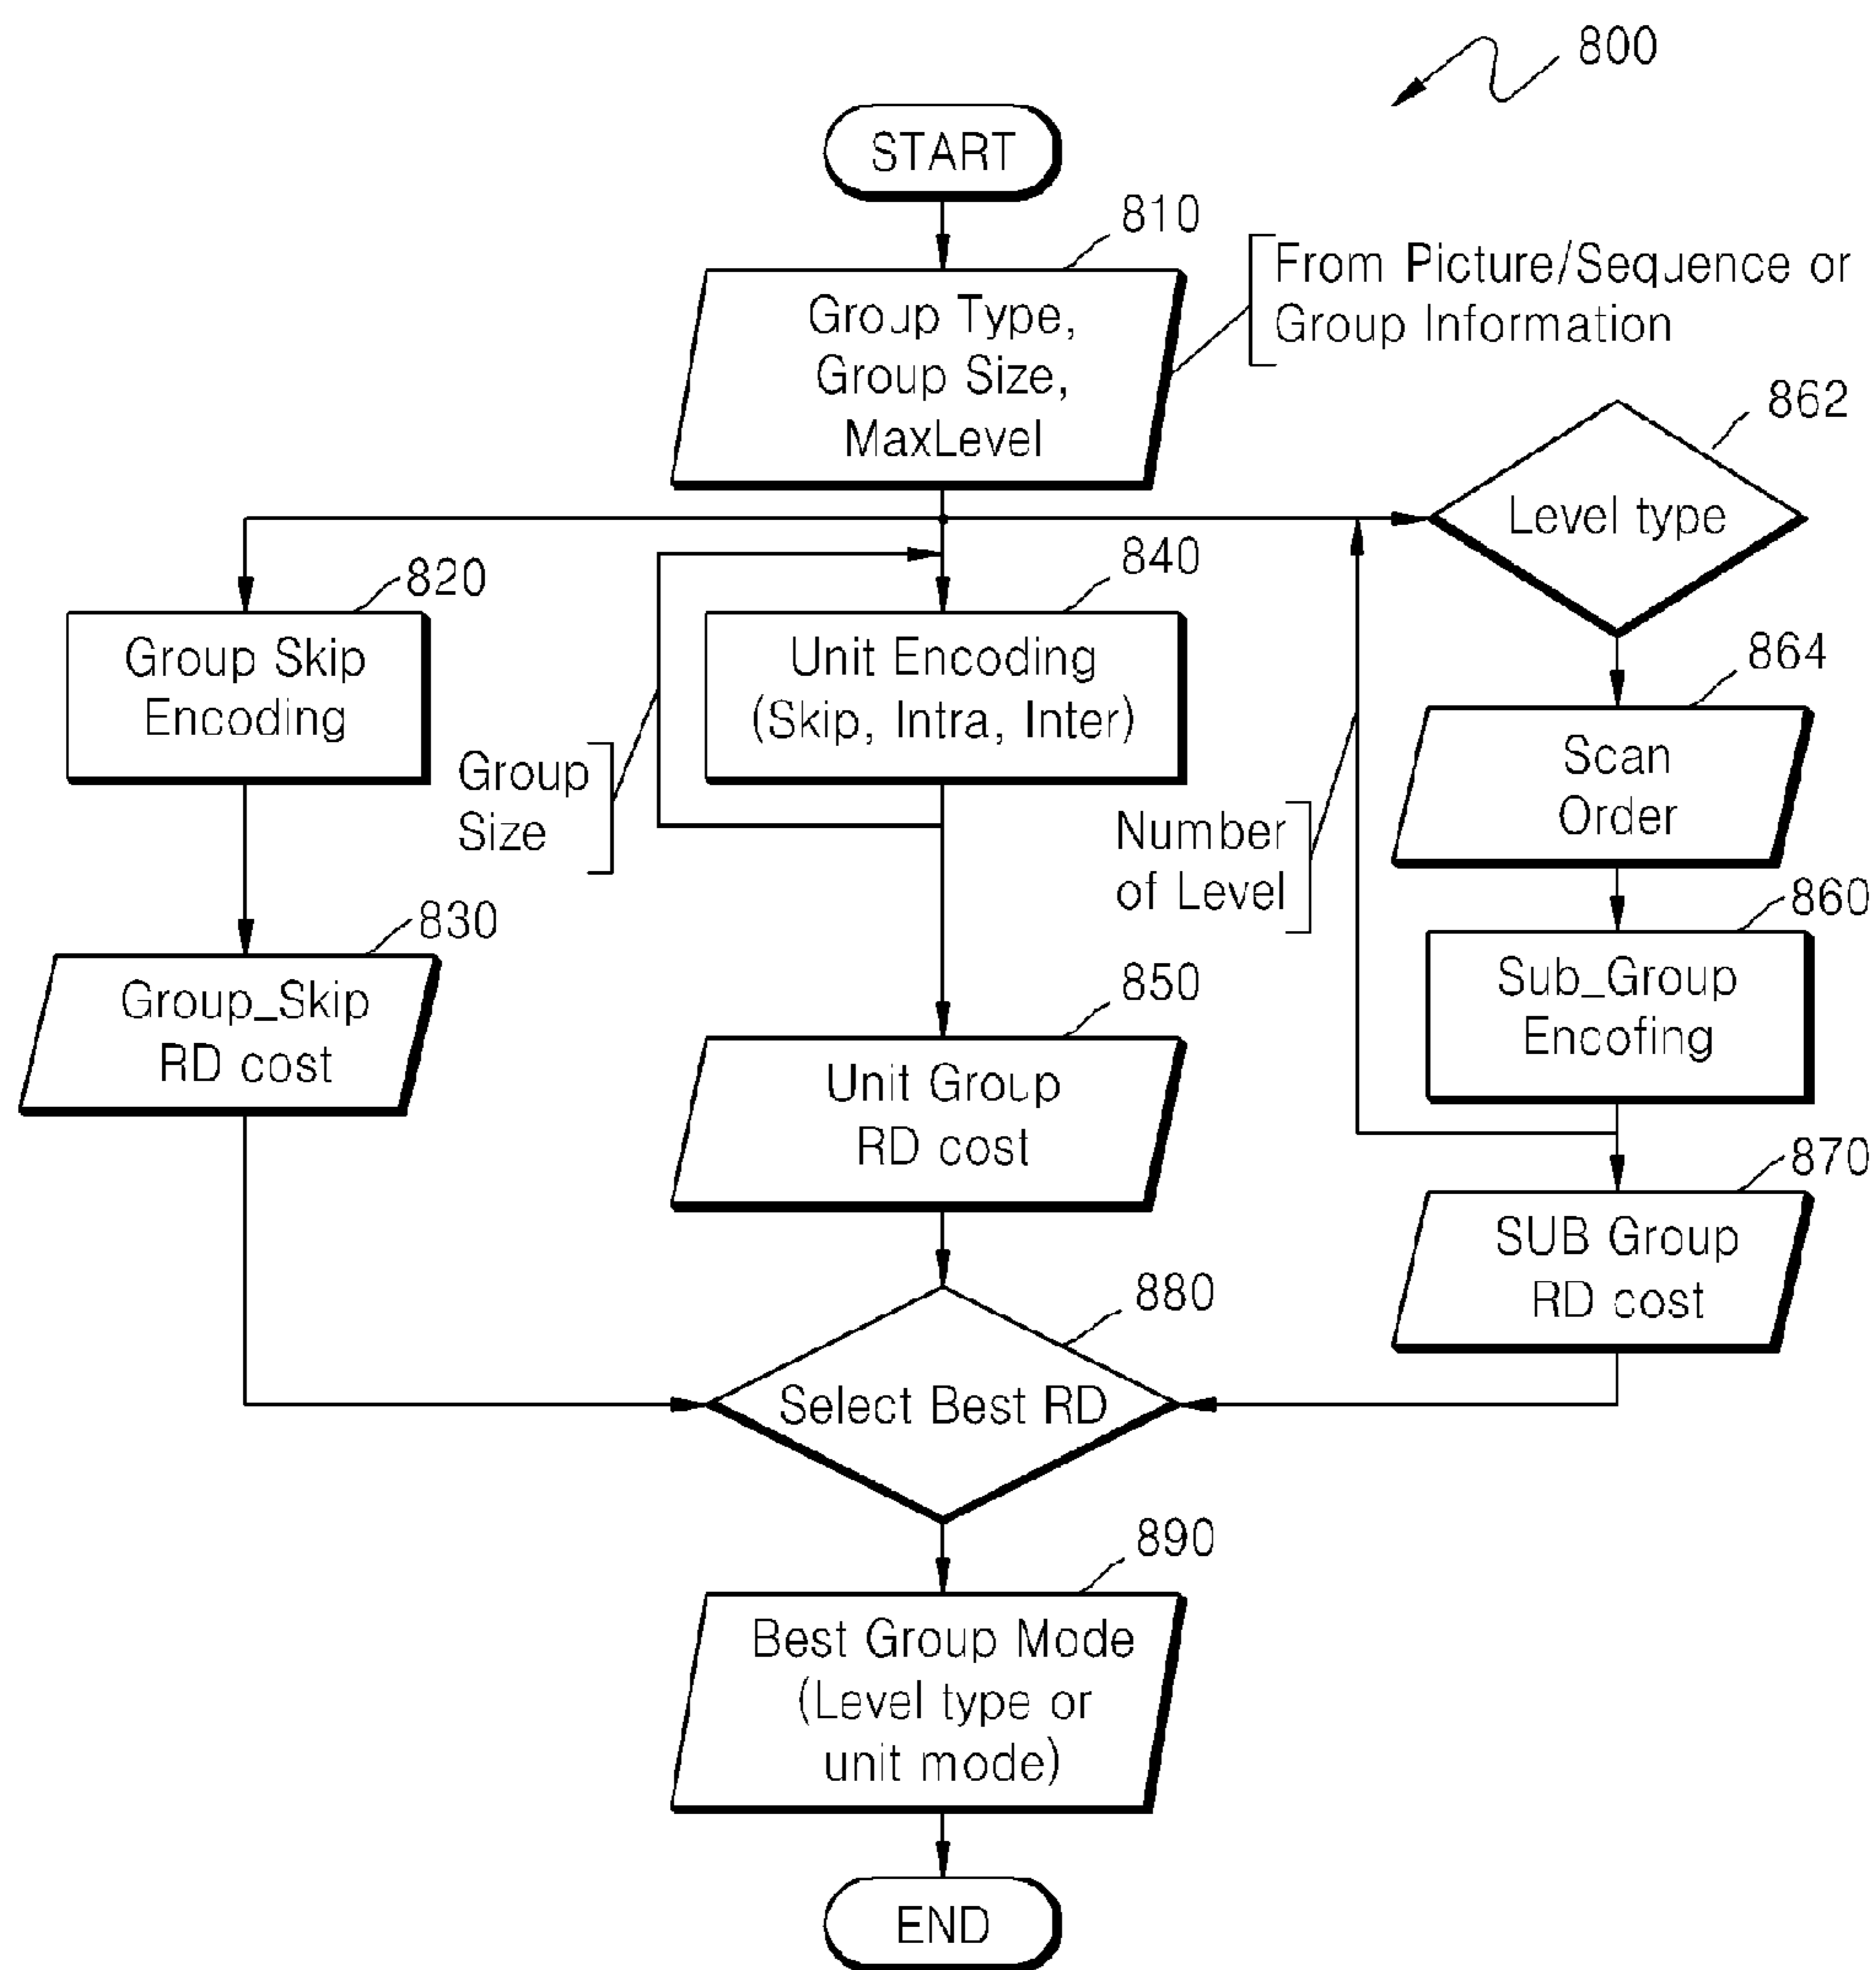 800
START
810
Group Type,
Group Size,
MaxLevel
From Picture/Sequence or
Group Information
862
Level type
820
Group Skip
Encoding
840
Unit Encoding
(Skip, Intra, Inter)
Group
Size
864
Scan
Order
Number
of Level
830
Group_Skip
RD cost
860
Sub_Group
Encofing
850
Unit Group
RD cost
870
SUB Group
RD cost
880
Select Best RD
890
Best Group Mode
(Level type or
unit mode)
END